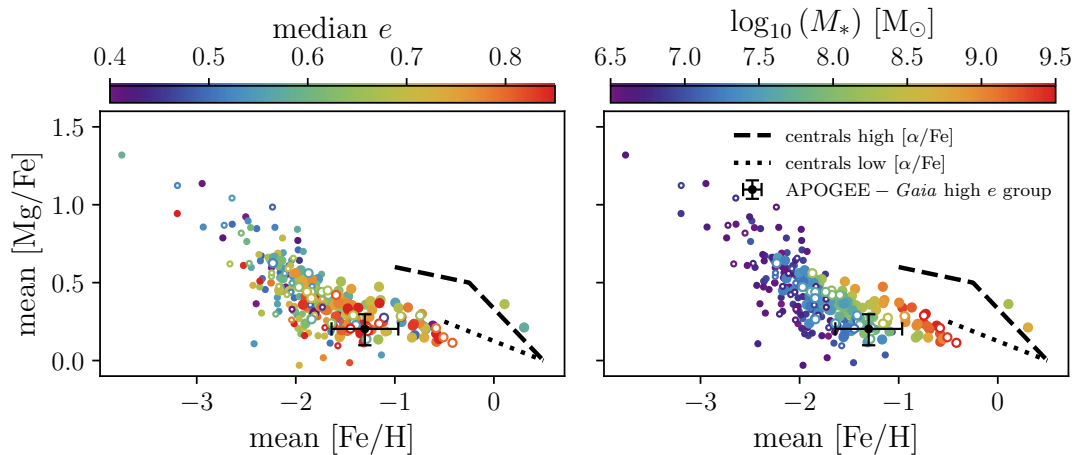 median e
0.4 0.5 0.6 0.7 0.8
log₁₀ (M*) [M⊙]
6.5 7.0 7.5 8.0 8.5 9.0 9.5
mean [Mg/Fe]
1.5
1.0
0.5
0.0
−3 −2 −1 0
mean [Fe/H]
centrals high [α/Fe]
centrals low [α/Fe]
APOGEE − Gaia high e group
−3 −2 −1 0
mean [Fe/H]